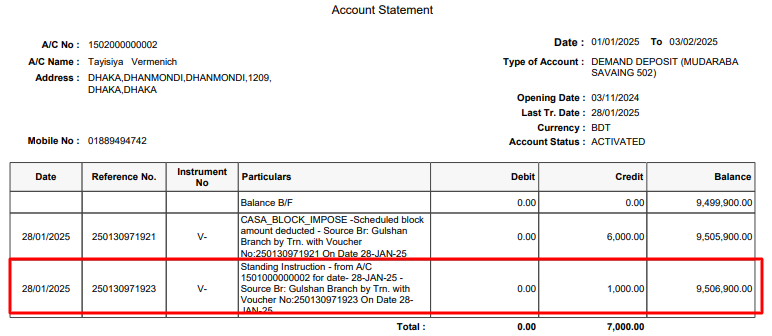 Account Statement
A/C No : 1502000000002
Date : 01/01/2025 To 03/02/2025
A/C Name : Tayisiya Vermenich
Type of Account : DEMAND DEPOSIT (MUDARABA
SAVAING 502)
Address : DHAKA,DHANMONDI,DHANMONDI,1209,
DHAKA,DHAKA
Opening Date : 03/11/2024
Last Tr. Date : 28/01/2025
Currency : BDT
Mobile No : 01889494742
Account Status : ACTIVATED
Date Reference No. Instrument No Particulars Debit Credit Balance
Balance B/F 0.00 0.00 9,499,900.00
28/01/2025 250130971921 V- CASA_BLOCK_IMPOSE -Scheduled block
amount deducted - Source Br: Gulshan
Branch by Trn. with Voucher
No:250130971921 On Date 28-JAN-25
0.00 6,000.00 9,505,900.00
28/01/2025 250130971923 V- Standing Instruction - from A/C
1501000000002 for date- 28-JAN-25 -
Source Br: Gulshan Branch by Trn. with
Voucher No:250130971923 On Date 28-
JAN-25
0.00 1,000.00 9,506,900.00
Total : 0.00 7,000.00